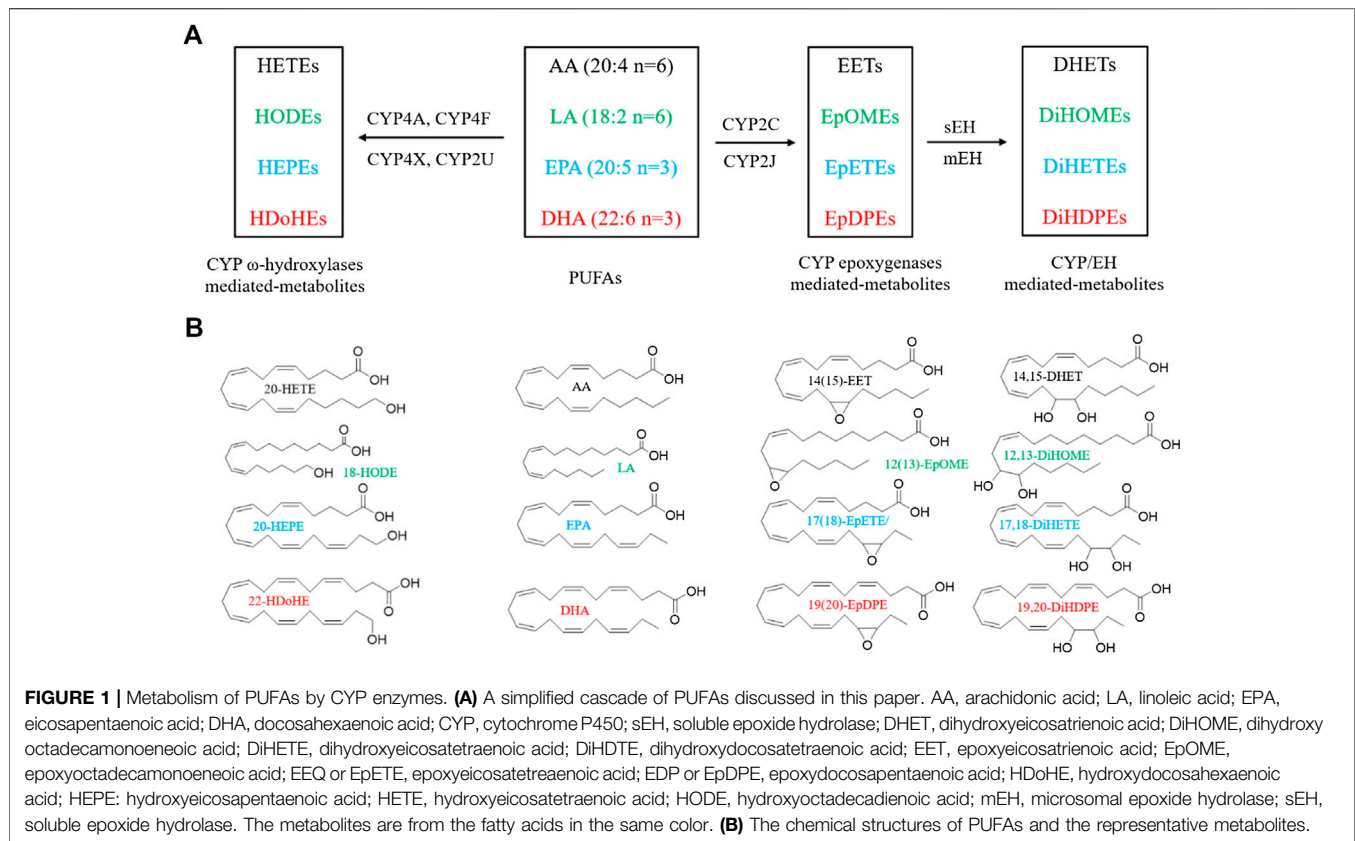 A
HETEs
HODEs
HEPEs
HDoHEs
CYP ω-hydroxylases
mediated-metabolites
CYP4A, CYP4F
CYP4X, CYP2U
AA (20:4 n=6)
LA (18:2 n=6)
EPA (20:5 n=3)
DHA (22:6 n=3)
PUFAs
CYP2C
CYP2J
EETs
EpOMEs
EpETEs
EpDPEs
CYP epoxygenases
mediated-metabolites
sEH
mEH
DHETs
DiHOMEs
DiHETEs
DiHDPEs
CYP/EH
mediated-metabolites
B
O
OH
20-HETE
OH
O
OH
AA
O
OH
14(15)-EET
O
O
OH
14,15-DHET
HO OH
O
OH
OH
18-HODE
O
OH
LA
O
OH
12(13)-EpOME
O
O
OH
12,13-DiHOME
HO OH
O
OH
20-HEPE
OH
O
OH
EPA
O
OH
17(18)-EpETE/
O
O
OH
17,18-DiHETE
HO OH
OH
O
22-HDoHE
OH
OH
O
DHA
OH
O
19(20)-EpDPE
O
OH
O
19,20-DiHDPE
HO OH
FIGURE 1 | Metabolism of PUFAs by CYP enzymes. (A) A simplified cascade of PUFAs discussed in this paper. AA, arachidonic acid; LA, linoleic acid; EPA,
eicosapentaenoic acid; DHA, docosahexaenoic acid; CYP, cytochrome P450; sEH, soluble epoxide hydrolase; DHET, dihydroxyeicosatrienoic acid; DiHOME, dihydroxy
octadecamonoeneoic acid; DiHETE, dihydroxyeicosatetraenoic acid; DiHDTE, dihydroxydocosatetraenoic acid; EET, epoxyeicosatrienoic acid; EpOME,
epoxyoctadecamonoeneoic acid; EEQ or EpETE, epoxyeicosatetreaenoic acid; EDP or EpDPE, epoxydocosapentaenoic acid; HDoHE, hydroxydocosahexaenoic
acid; HEPE: hydroxyeicosapentaenoic acid; HETE, hydroxyeicosatetraenoic acid; HODE, hydroxyoctadecadienoic acid; mEH, microsomal epoxide hydrolase; sEH,
soluble epoxide hydrolase. The metabolites are from the fatty acids in the same color. (B) The chemical structures of PUFAs and the representative metabolites.